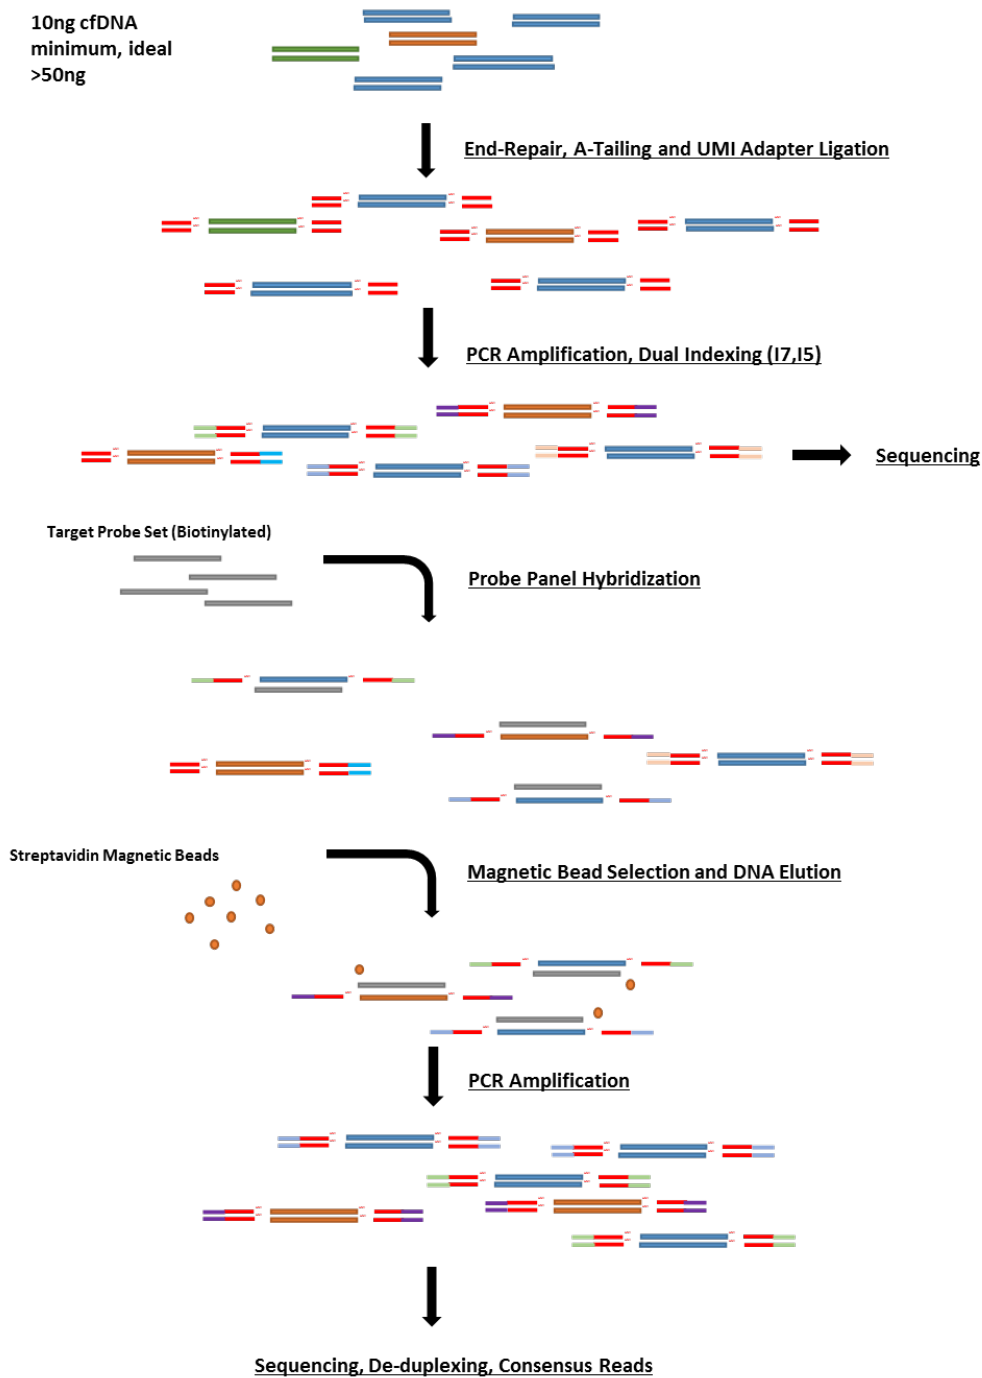 10ng cfDNA
minimum, ideal
>50ng
End-Repair, A-Tailing and UMI Adapter Ligation
PCR Amplification, Dual Indexing (I7,I5)
Sequencing
Target Probe Set (Biotinylated)
Probe Panel Hybridization
Streptavidin Magnetic Beads
Magnetic Bead Selection and DNA Elution
PCR Amplification
Sequencing, De-duplexing, Consensus Reads